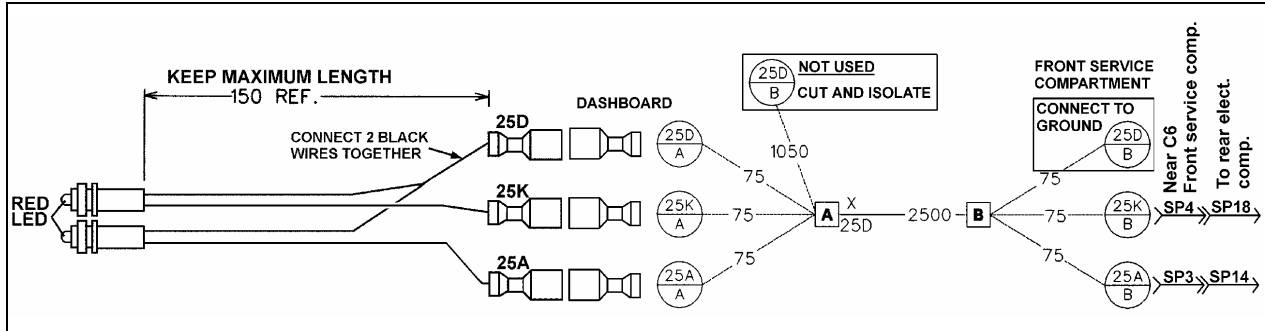 KEEP MAXIMUM LENGTH
150 REF.
CONNECT 2 BLACK
WIRES TOGETHER
RED
LED
25D
25K
25A
DASHBOARD
25D
A
25K
A
25A
A
75
75
75
25D
B
NOT USED
CUT AND ISOLATE
1050
A
X
25D
2500
B
FRONT SERVICE
COMPARTMENT
CONNECT TO
GROUND
25D
B
75
75
75
25K
B
25A
B
Near C6
Front service comp.
To rear elect.
comp.
SP4
SP18
SP3
SP14